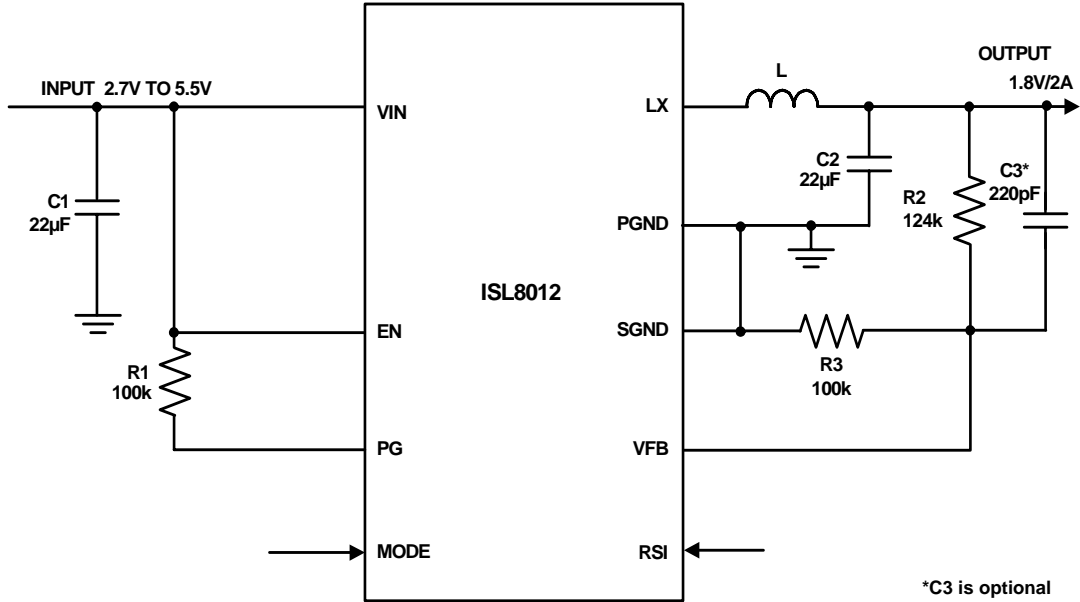 INPUT 2.7V TO 5.5V
C1
22µF
R1
100k
VIN
EN
PG
MODE
ISL8012
LX
PGND
SGND
VFB
RSI
L
C2
22µF
R2
124k
C3*
220pF
R3
100k
OUTPUT
1.8V/2A
*C3 is optional